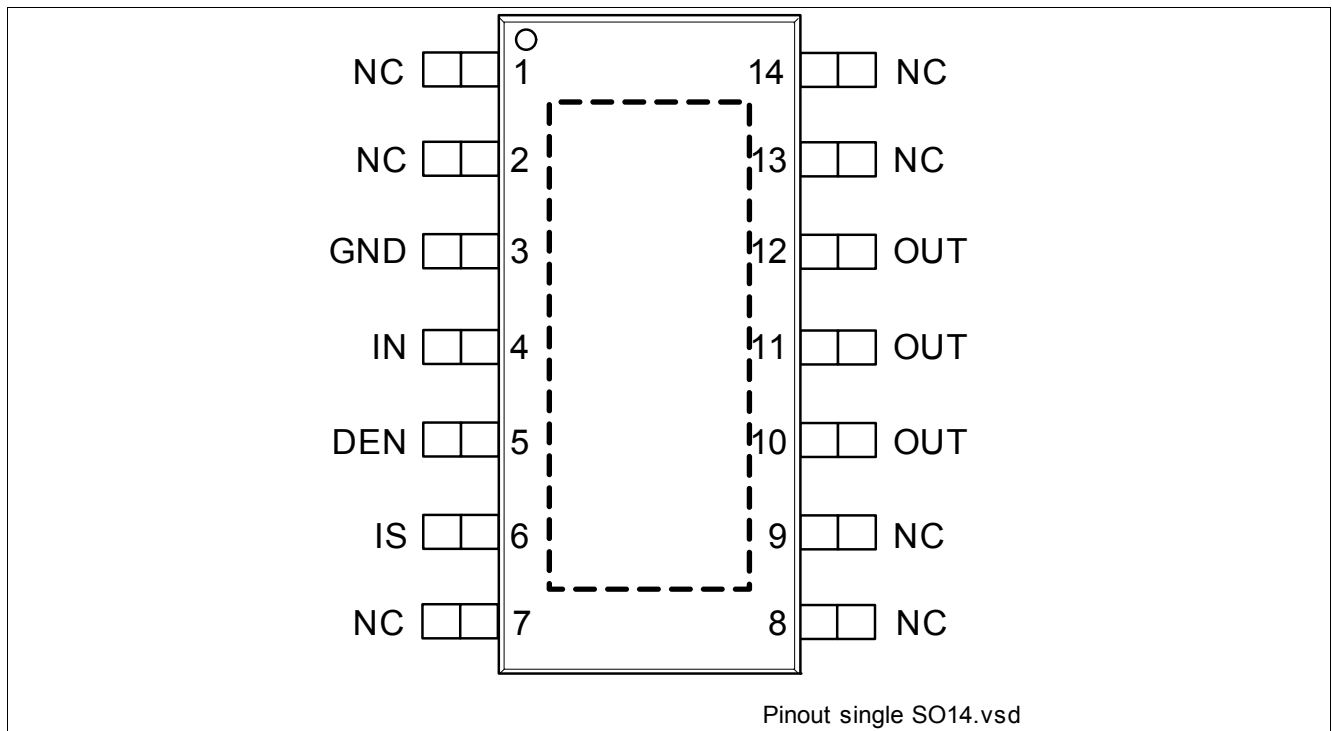 NC 1 14 NC
NC 2 13 NC
GND 3 12 OUT
IN 4 11 OUT
DEN 5 10 OUT
IS 6 9 NC
NC 7 8 NC
Pinout single SO14.vsd